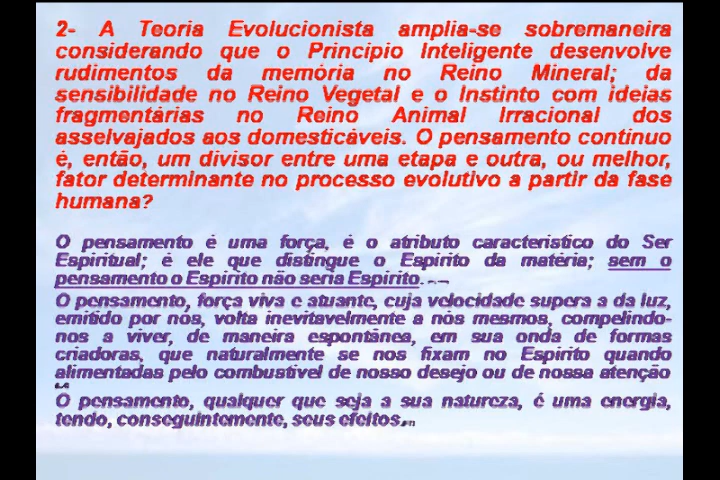 2- A Teoria Evolucionista amplia-se sobremaneira
considerando que o Princípio Inteligente desenvolve
rudimentos da memória no Reino Mineral; da
sensibilidade no Reino Vegetal e o Instinto com ideias
fragmentárias no Reino Animal Irracional dos
asselvajados aos domesticáveis. O pensamento contínuo
é, então, um divisor entre uma etapa e outra, ou melhor,
fator determinante no processo evolutivo a partir da fase
humana?
O pensamento é uma força, é o atributo característico do Ser
Espiritual; é ele que distingue o Espírito da matéria; sem o
pensamento o Espírito não seria Espírito.
O pensamento, força viva e atuante, cuja velocidade supera a da luz,
emitido por nós, volta inevitavelmente a nós mesmos, compelindo-
nos a viver, de maneira espontânea, em sua onda de formas
criadoras, que naturalmente se nos fixam no Espírito quando
alimentadas pelo combustível de nosso desejo ou de nossa atenção
O pensamento, qualquer que seja a sua natureza, é uma energia,
tendo, conseguintemente, seus efeitos.